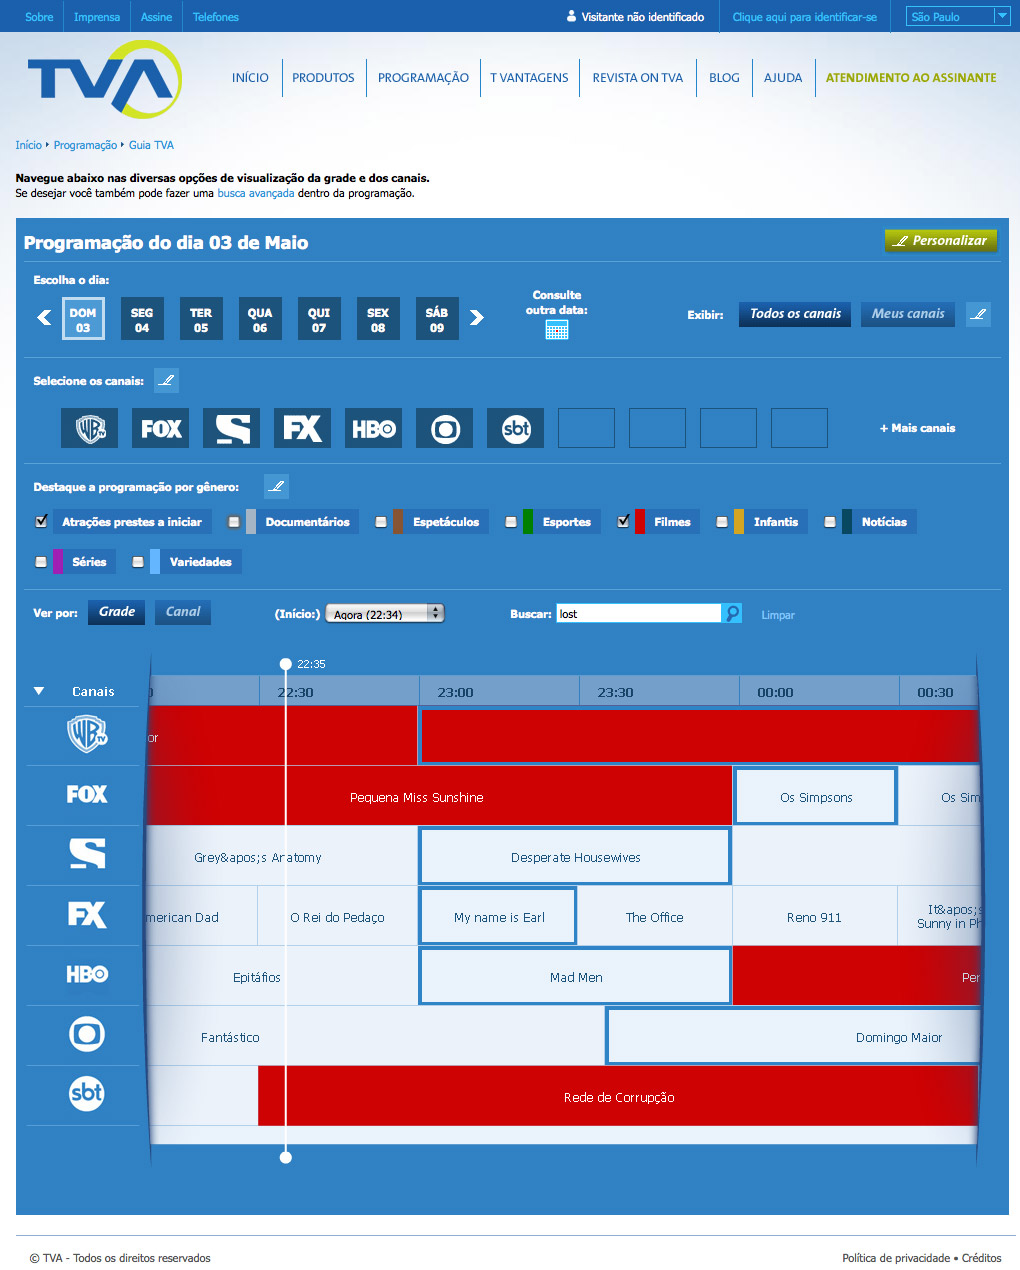 Sobre
Imprensa
Assine
Telefones
Visitante não identificado
Clique aqui para identificar-se
São Paulo
TVA
INÍCIO
PRODUTOS
PROGRAMAÇÃO
T VANTAGENS
REVISTA ON TVA
BLOG
AJUDA
ATENDIMENTO AO ASSINANTE
Início
Programação
Guia TVA
Navegue abaixo nas diversas opções de visualização da grade e dos canais.
Se desejar você também pode fazer uma busca avançada dentro da programação.
Programação do dia 03 de Maio
Personalizar
Escolha o dia:
DOM
03
SEG
04
TER
05
QUA
06
QUI
07
SEX
08
SÁB
09
Consulte
outra data:
Exibir:
Todos os canais
Meus canais
Selecione os canais:
WB TV
FOX
S
FX
HBO
sbt
+ Mais canais
Destaque a programação por gênero:
Atrações prestes a iniciar
Documentários
Espetáculos
Esportes
Filmes
Infantis
Notícias
Séries
Variedades
Ver por:
Grade
Canal
(Início:)
Agora (22:34)
Buscar:
lost
Limpar
22:35
Canais
0
22:30
23:00
23:30
00:00
00:30
WB TV
or
FOX
Pequena Miss Sunshine
Os Simpsons
Os Sim
S
Grey&apos;s Anatomy
Desperate Housewives
FX
merican Dad
O Rei do Pedaço
My name is Earl
The Office
Reno 911
It&apos;s
Sunny in Ph
HBO
Epitáfios
Mad Men
Per
Fantástico
Domingo Maior
sbt
Rede de Corrupção
© TVA - Todos os direitos reservados
Política de privacidade • Créditos